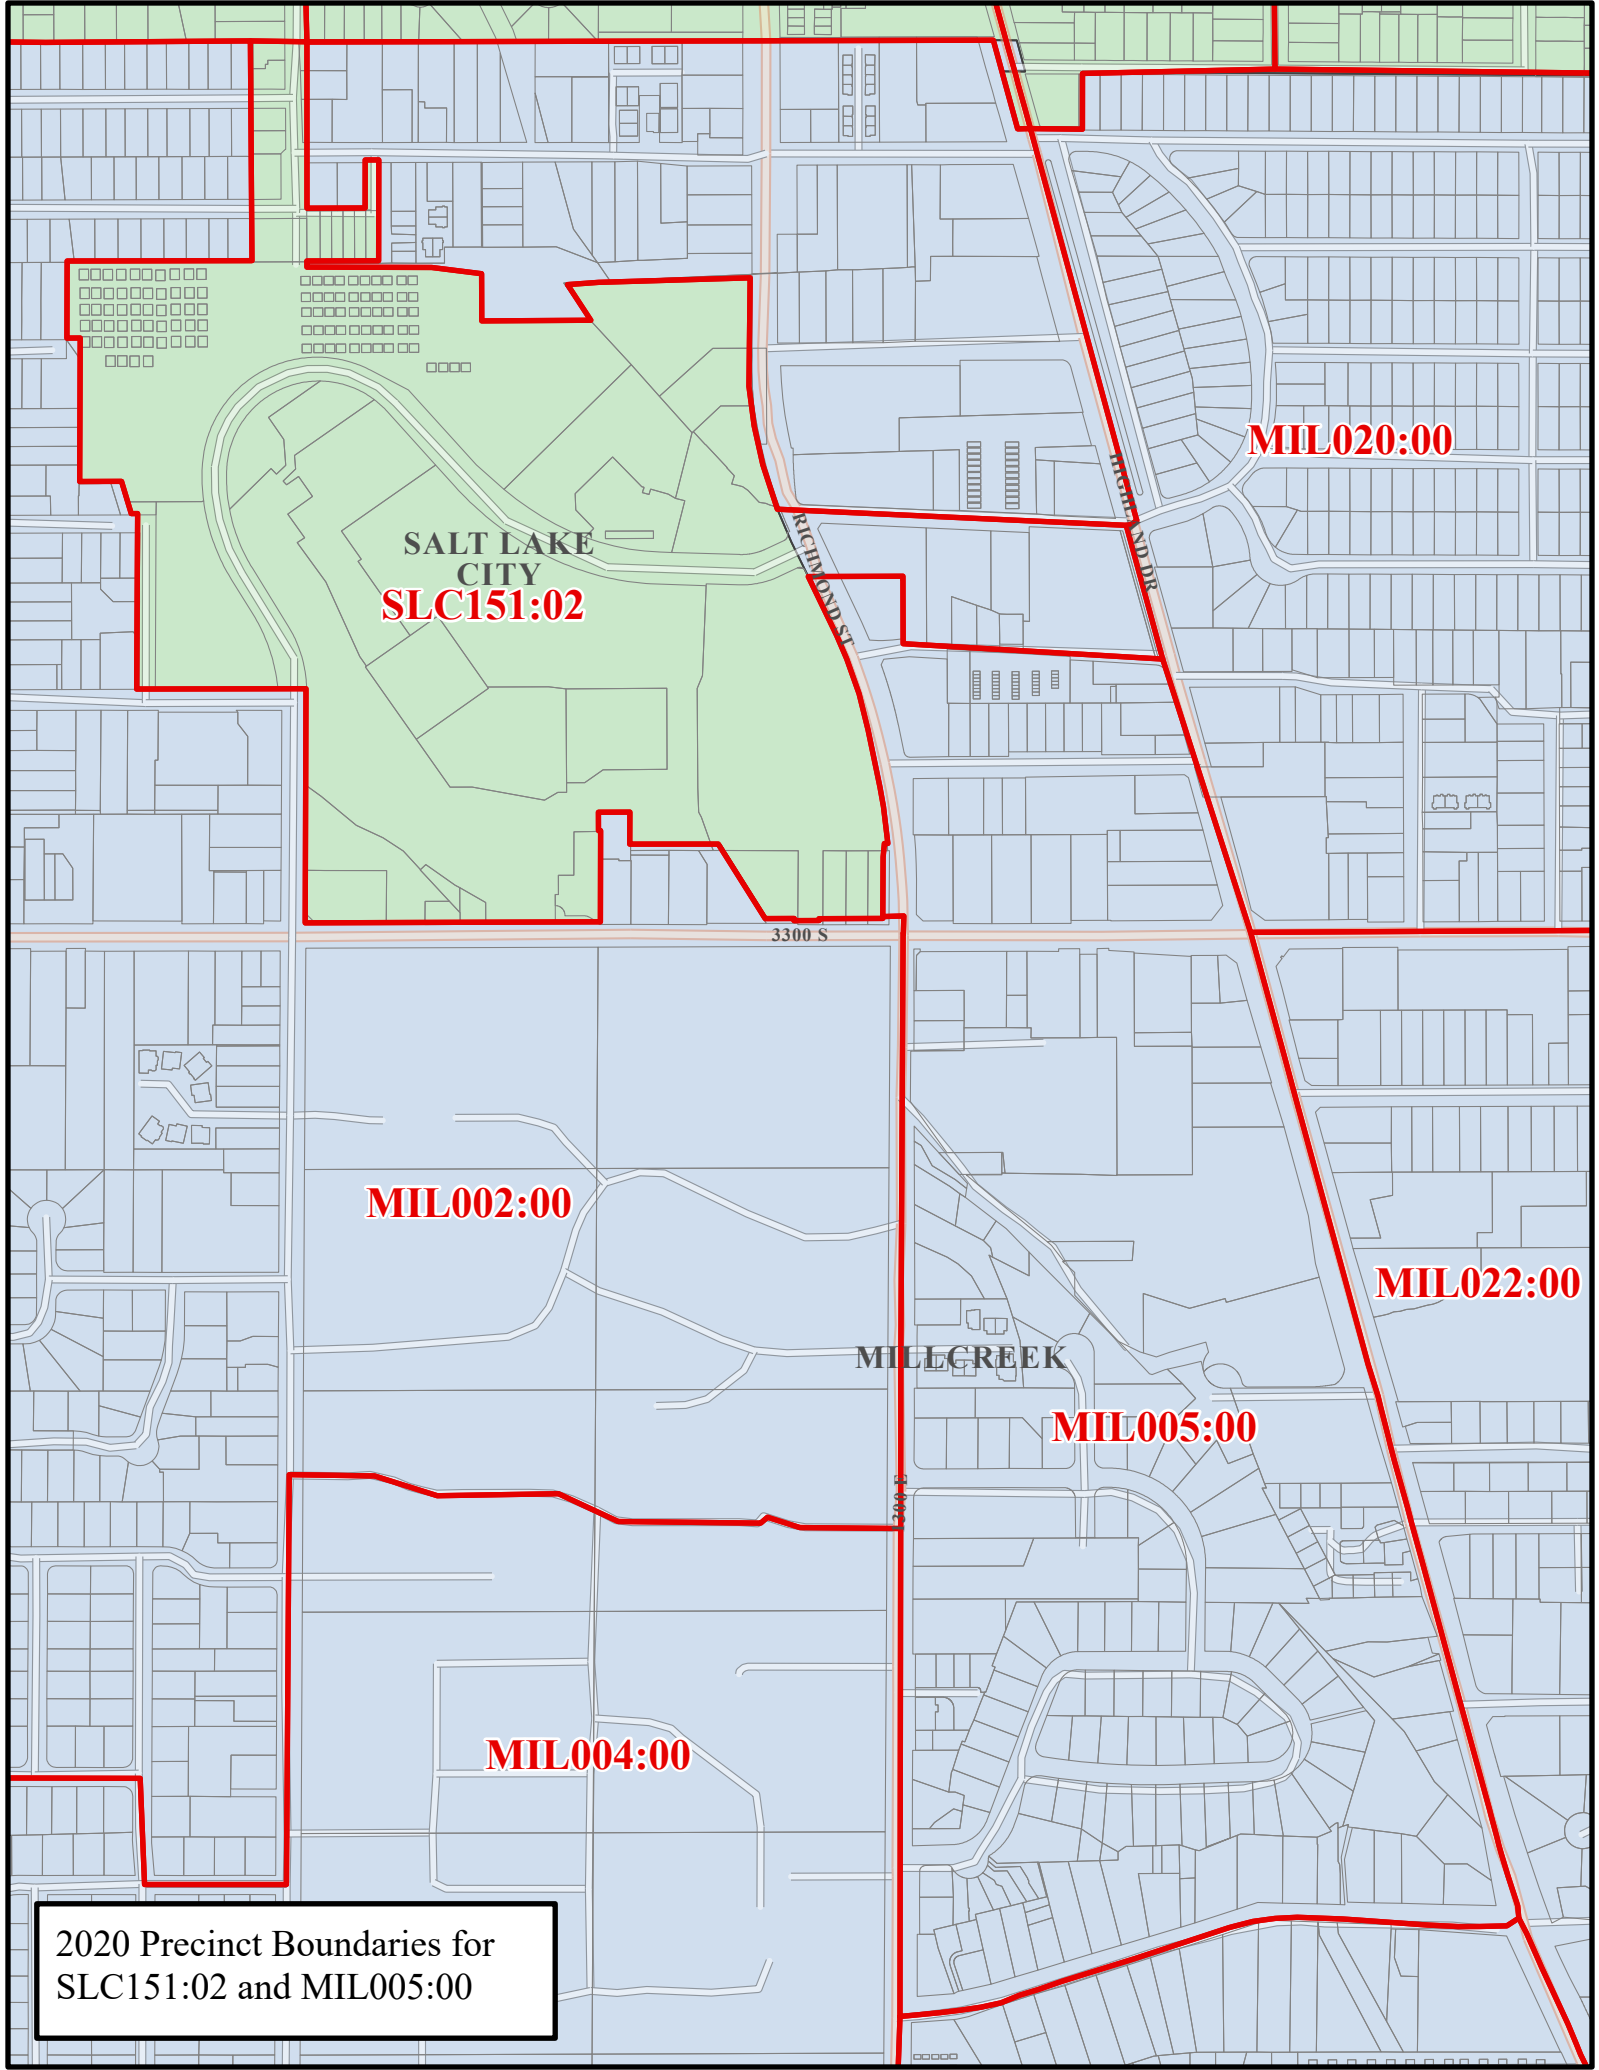 MIL020:00
HIGHLAND DR
RICHMOND ST
SALT LAKE
CITY
SLC151:02
3300 S
MIL002:00
MIL022:00
MILLCREEK
MIL005:00
1300 E
MIL004:00
2020 Precinct Boundaries for
SLC151:02 and MIL005:00